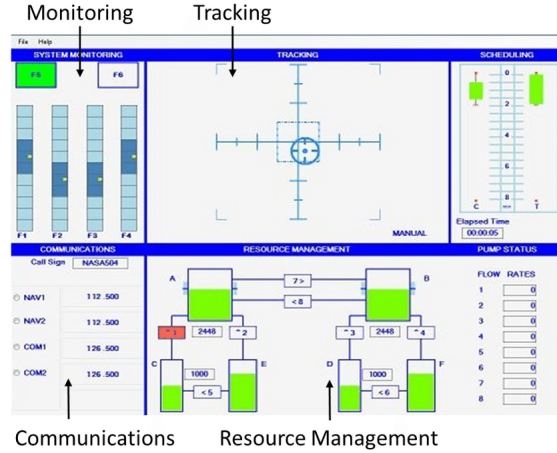 Monitoring Tracking
File Help
SYSTEM MONITORING TRACKING SCHEDULING
F5 F6
0
2
4
6
8
MIN
C T
F1 F2 F3 F4
MANUAL
Elapsed Time
00:00:05
COMMUNICATIONS RESOURCE MANAGEMENT PUMP STATUS
Call Sign NASA504
FLOW RATES
A B
7 >
< 8
NAV1 112.500
NAV2 112.500
COM1 126.500
COM2 126.500
^ 1 2448 ^ 2 ^ 3 2448 ^ 4
C 1000 E D 1000 F
< 5 < 6
1 0
2 0
3 0
4 0
5 0
6 0
7 0
8 0
Communications Resource Management